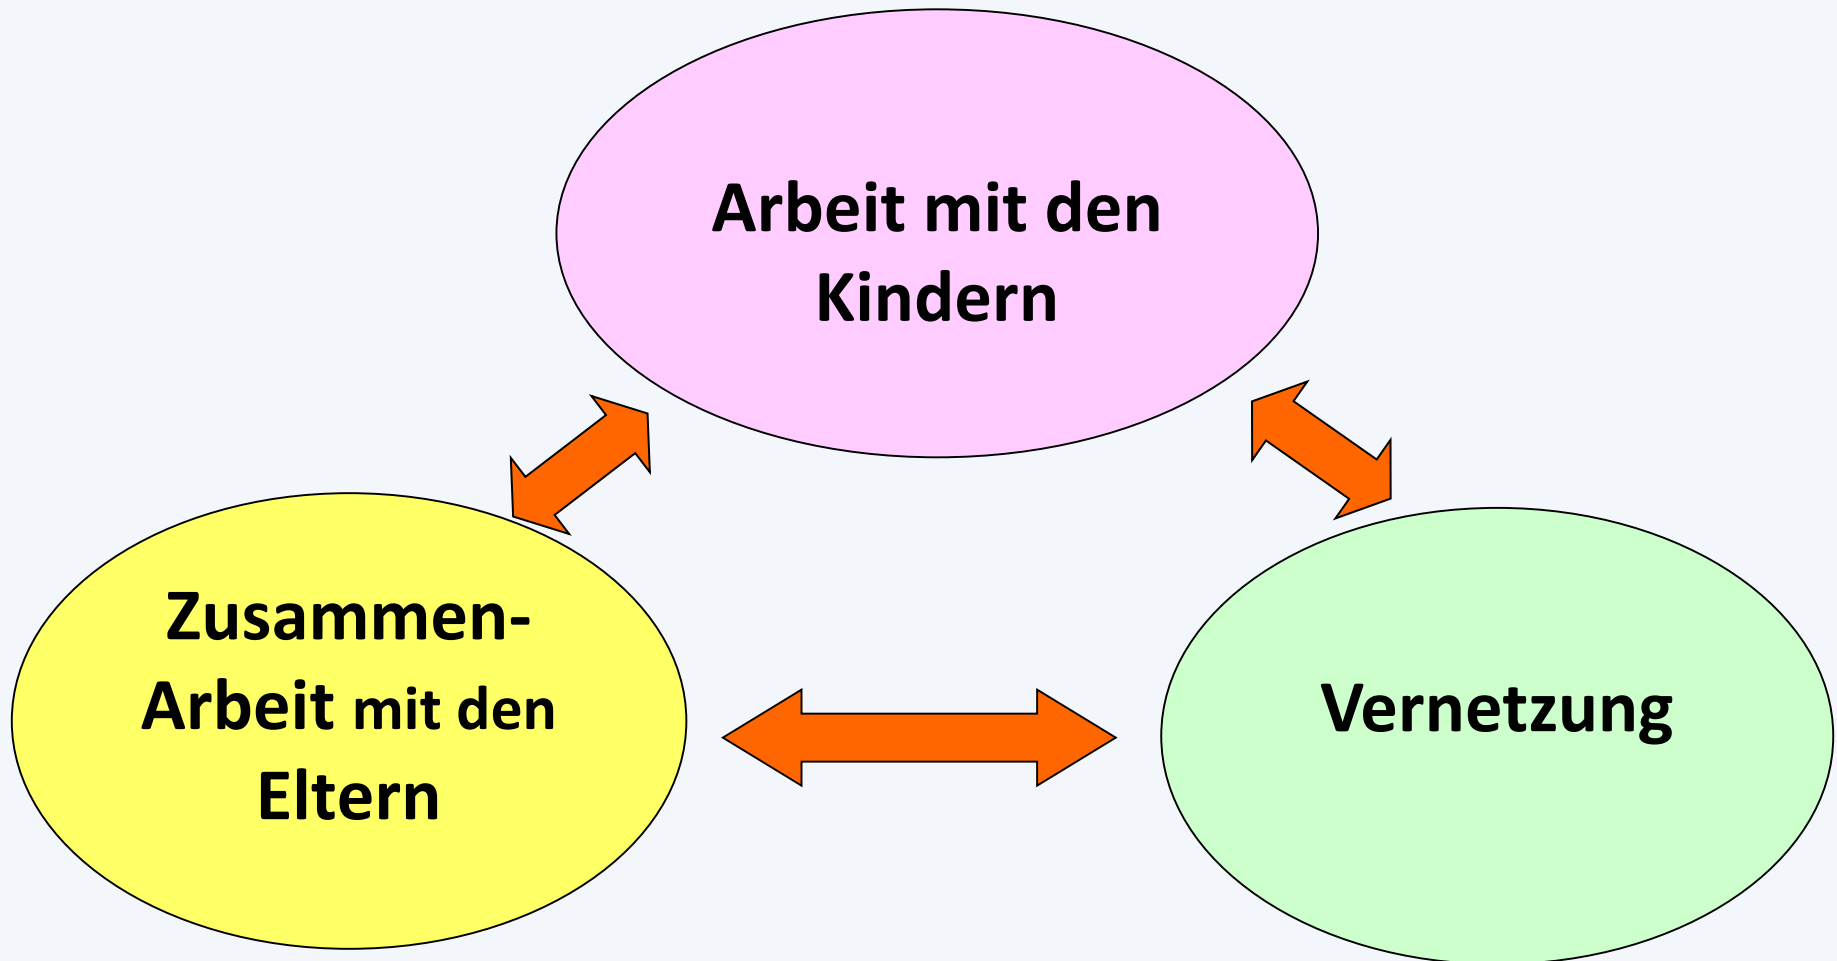 Arbeit mit den
Kindern
Zusammen-
Arbeit mit den
Eltern
Vernetzung